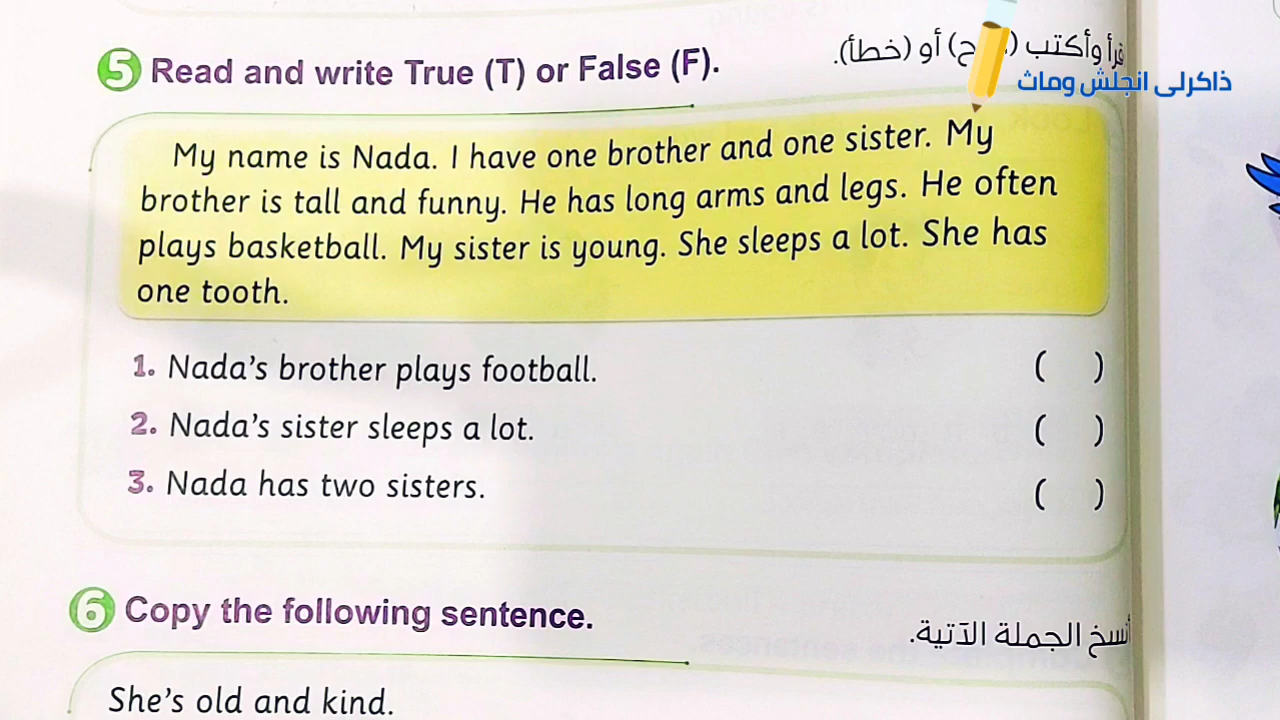 5 Read and write True (T) or False (F).
أو (خطأ).
ذاكرلى انجلش وماث
My name is Nada. I have one brother and one sister. My
brother is tall and funny. He has long arms and legs. He often
plays basketball. My sister is young. She sleeps a lot. She has
one tooth.
1. Nada's brother plays football. ( )
2. Nada's sister sleeps a lot. ( )
3. Nada has two sisters. ( )
6 Copy the following sentence.
أنسخ الجملة الآتية.
She's old and kind.